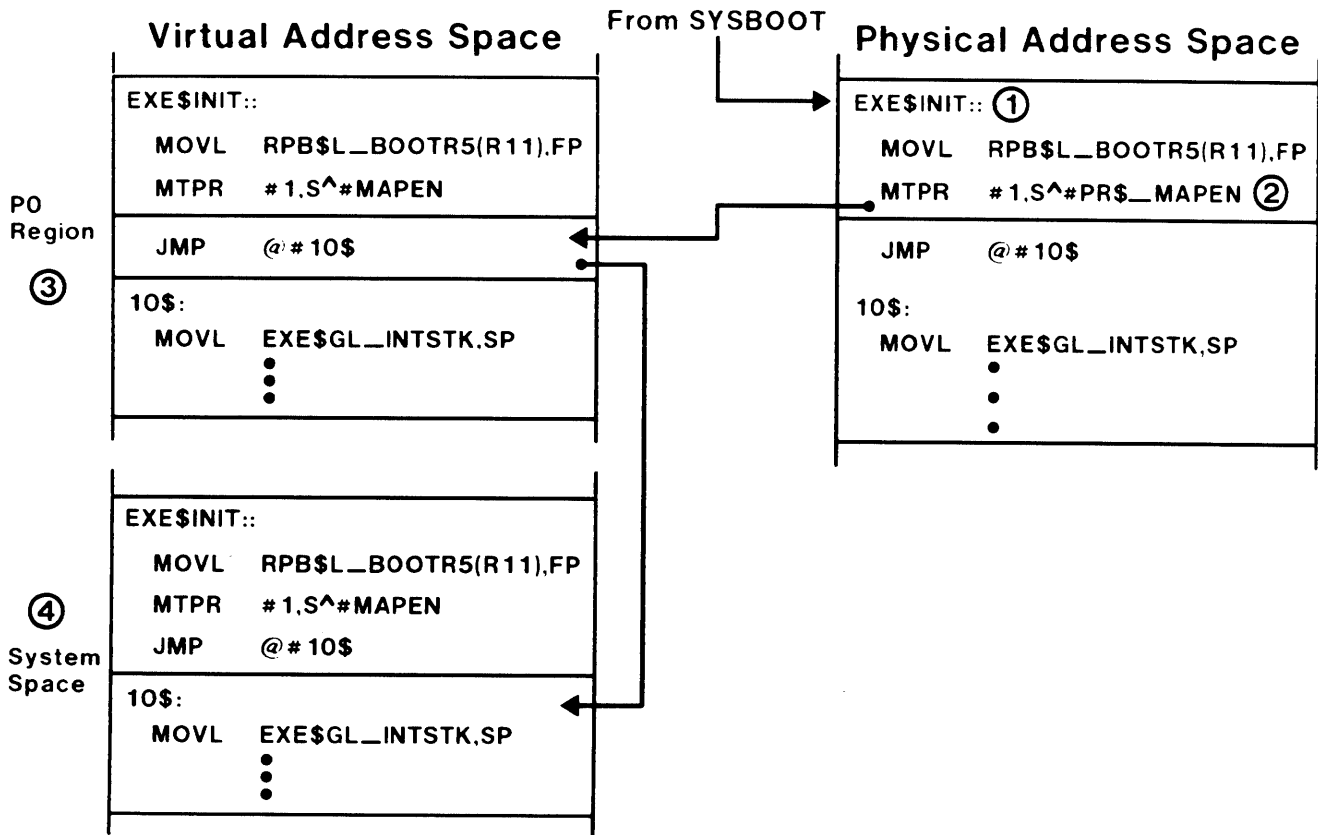 From SYSBOOT
Virtual Address Space
EXE$INIT::
MOVL RPB$L_BOOTR5(R11),FP
MTPR #1,S^#MAPEN
P0
Region
③
JMP @#10$
10$:
MOVL EXE$GL_INTSTK,SP
EXE$INIT::
MOVL RPB$L_BOOTR5(R11),FP
MTPR #1,S^#MAPEN
JMP @#10$
④
System
Space
10$:
MOVL EXE$GL_INTSTK,SP
Physical Address Space
EXE$INIT:: ①
MOVL RPB$L_BOOTR5(R11),FP
MTPR #1,S^#PR$_MAPEN ②
JMP @#10$
10$:
MOVL EXE$GL_INTSTK,SP